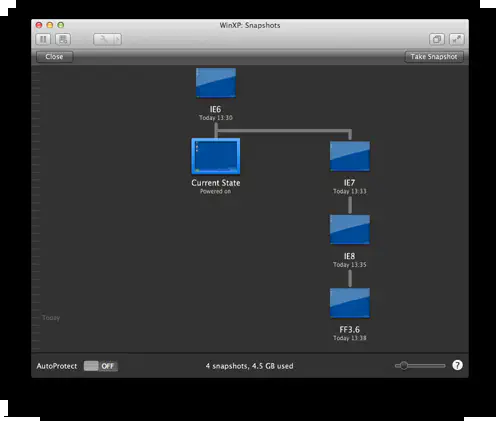 WinXP: Snapshots
Close
Take Snapshot
IE6
Today 13:30
Current State
Powered on
IE7
Today 13:33
IE8
Today 13:35
Today
FF3.6
Today 13:38
AutoProtect
OFF
4 snapshots, 4.5 GB used
?